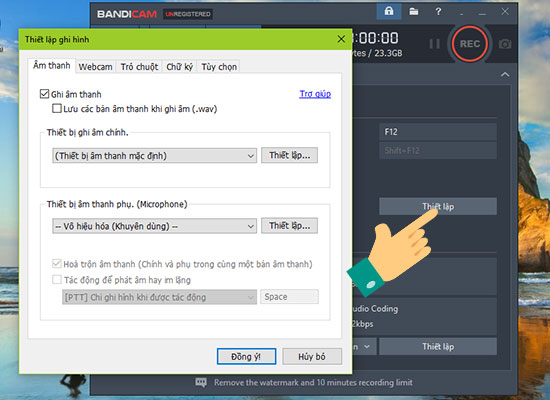 BANDICAM UNREGISTERED
:00:00
tes / 23.3GB
REC
F12
Shift+F12
Thiết lập
udio Coding
2kbps
Thiết lập
Remove the watermark and 10 minutes recording limit
Thiết lập ghi hình
Âm thanh Webcam Trỏ chuột Chữ ký Tùy chọn
Ghi âm thanh Trợ giúp
Lưu các bản âm thanh khi ghi âm (.wav)
Thiết bị ghi âm chính.
(Thiết bị âm thanh mặc định) Thiết lập...
Thiết bị âm thanh phụ. (Microphone)
-- Vô hiệu hóa (Khuyên dùng) -- Thiết lập...
Hoà trộn âm thanh (Chính và phụ trong cùng một bản âm thanh)
Tác động để phát âm hay im lặng
[PTT] Chỉ ghi hình khi được tác động Space
Đồng ý! Hủy bỏ